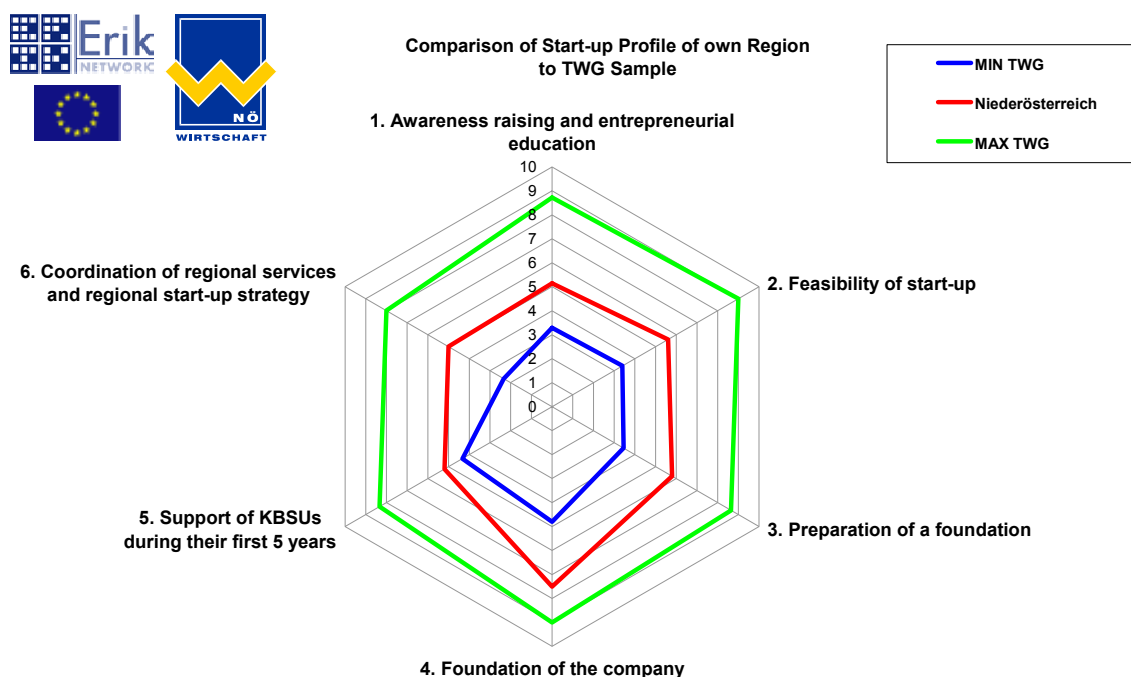 Erik
NETWORK
NÖ
WIRTSCHAFT
Comparison of Start-up Profile of own Region
to TWG Sample
MIN TWG
Niederösterreich
MAX TWG
1. Awareness raising and entrepreneurial
education
10
9
8
7
6
5
4
3
2
1
0
2. Feasibility of start-up
3. Preparation of a foundation
4. Foundation of the company
5. Support of KBSUs
during their first 5 years
6. Coordination of regional services
and regional start-up strategy